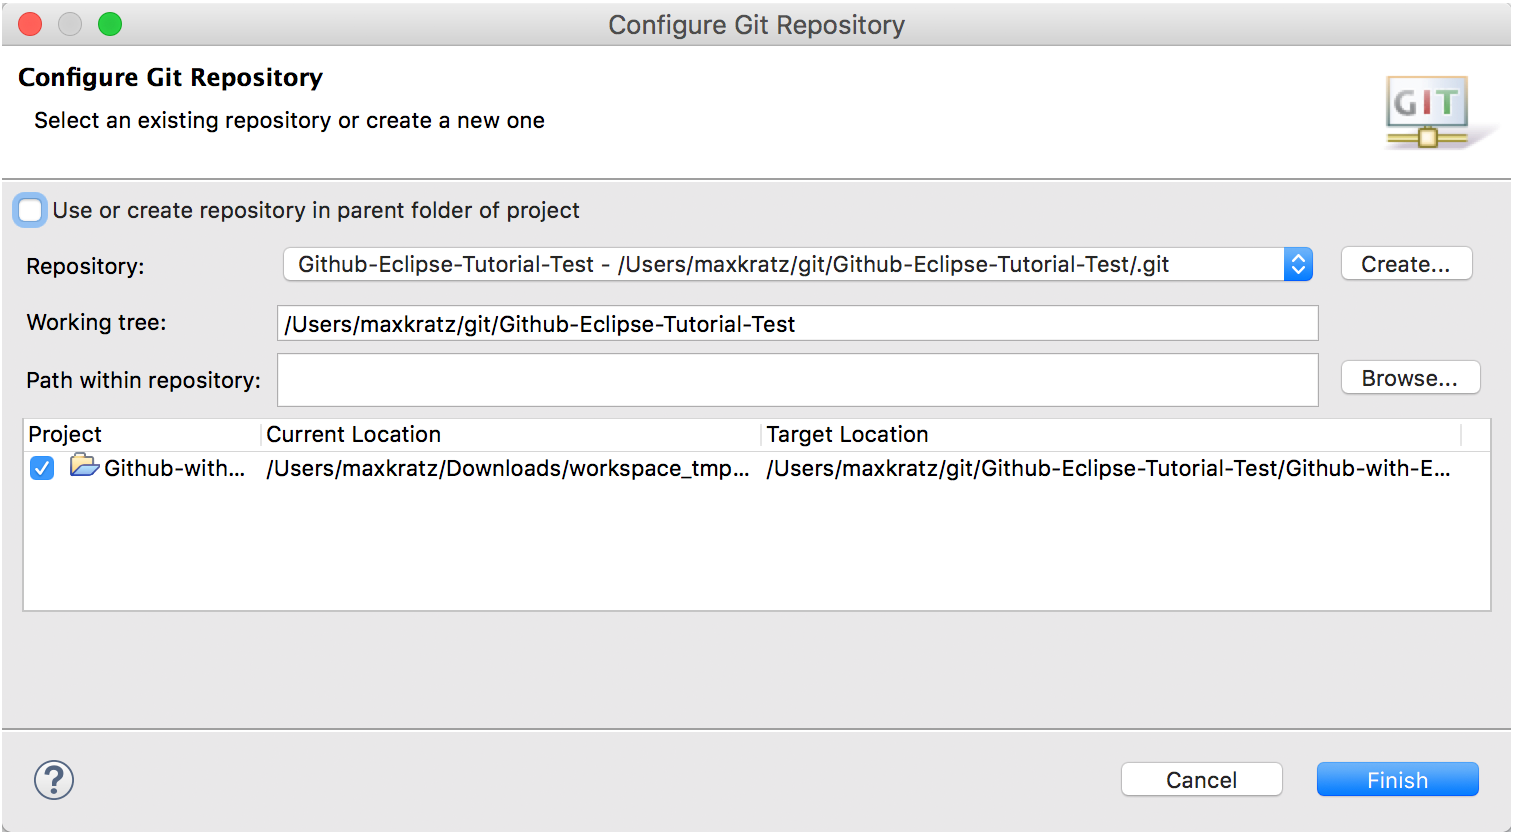 Configure Git Repository
Configure Git Repository
Select an existing repository or create a new one
GIT
Use or create repository in parent folder of project
Repository: Github-Eclipse-Tutorial-Test - /Users/maxkratz/git/Github-Eclipse-Tutorial-Test/.git Create...
Working tree: /Users/maxkratz/git/Github-Eclipse-Tutorial-Test
Path within repository: Browse...
Project Current Location Target Location
Github-with... /Users/maxkratz/Downloads/workspace_tmp... /Users/maxkratz/git/Github-Eclipse-Tutorial-Test/Github-with-E...
? Cancel Finish